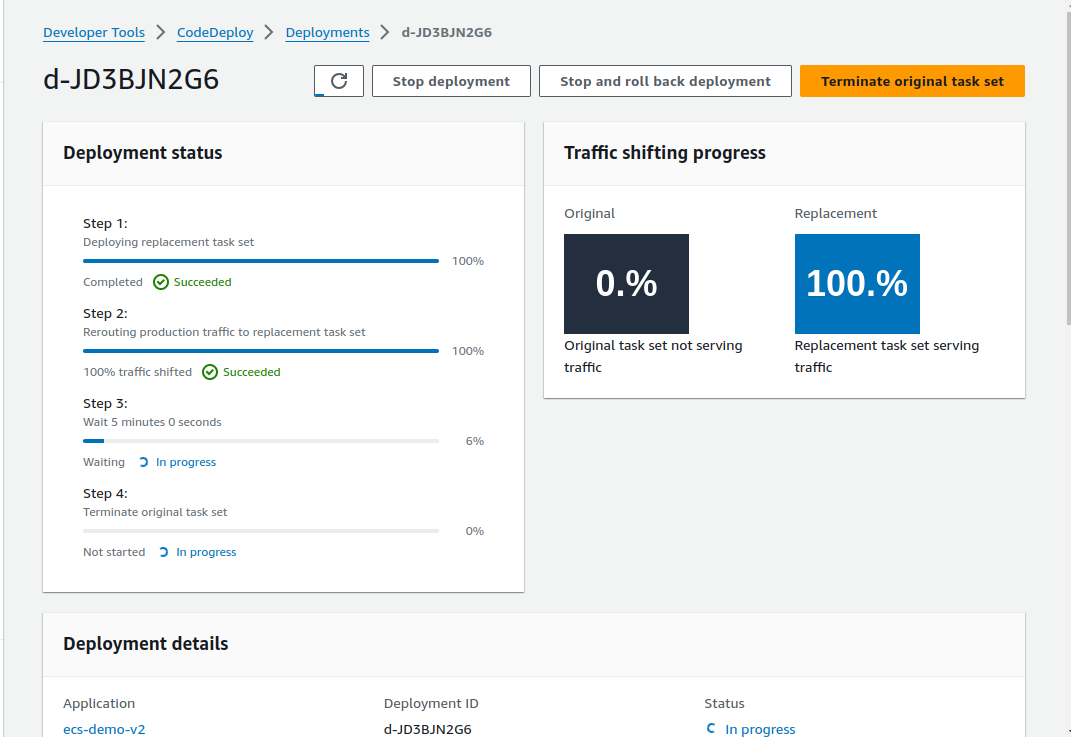 Developer Tools > CodeDeploy > Deployments > d-JD3BJN2G6
d-JD3BJN2G6
Stop deployment
Stop and roll back deployment
Terminate original task set
Deployment status
Step 1:
Deploying replacement task set
100%
Completed Succeeded
Step 2:
Rerouting production traffic to replacement task set
100%
100% traffic shifted Succeeded
Step 3:
Wait 5 minutes 0 seconds
6%
Waiting In progress
Step 4:
Terminate original task set
0%
Not started In progress
Traffic shifting progress
Original
0.%
Original task set not serving
traffic
Replacement
100.%
Replacement task set serving
traffic
Deployment details
Application
ecs-demo-v2
Deployment ID
d-JD3BJN2G6
Status
In progress